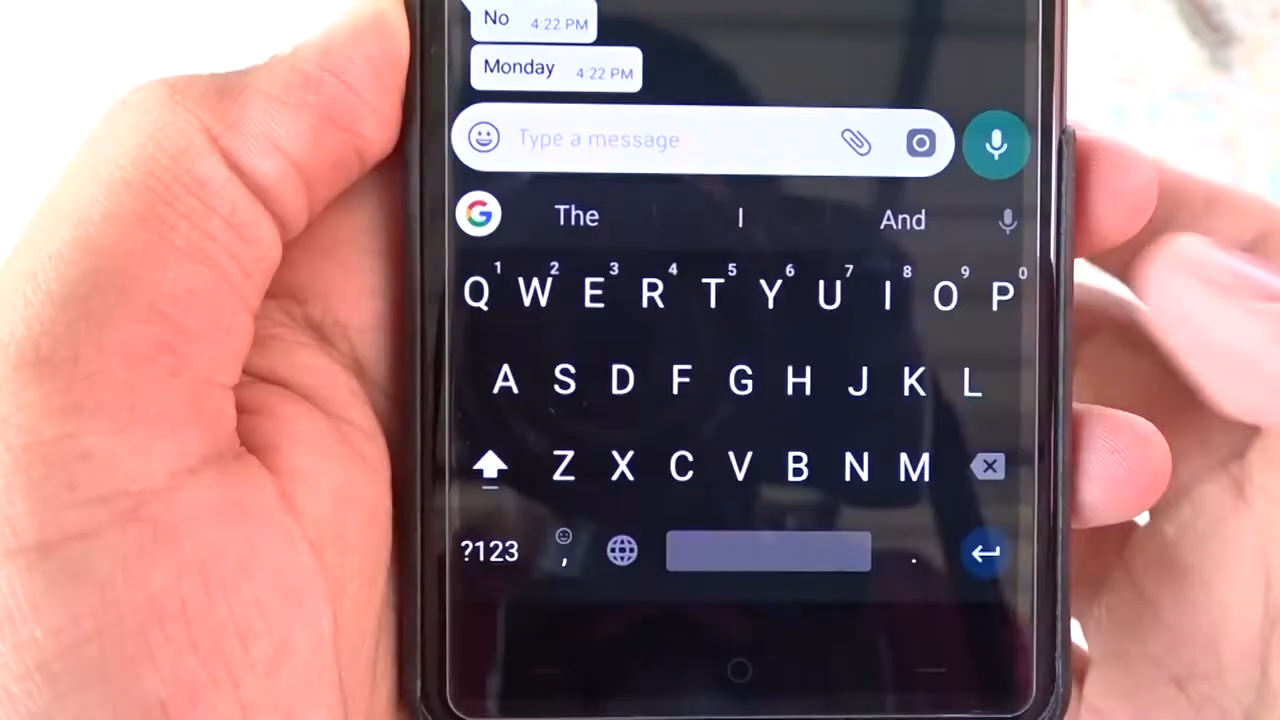 No 4:22 PM
Monday 4:22 PM
Type a message
G The I And
Q1 W2 E3 R4 T5 Y6 U7 I8 O9 P0
A S D F G H J K L
Z X C V B N M
?123 , .